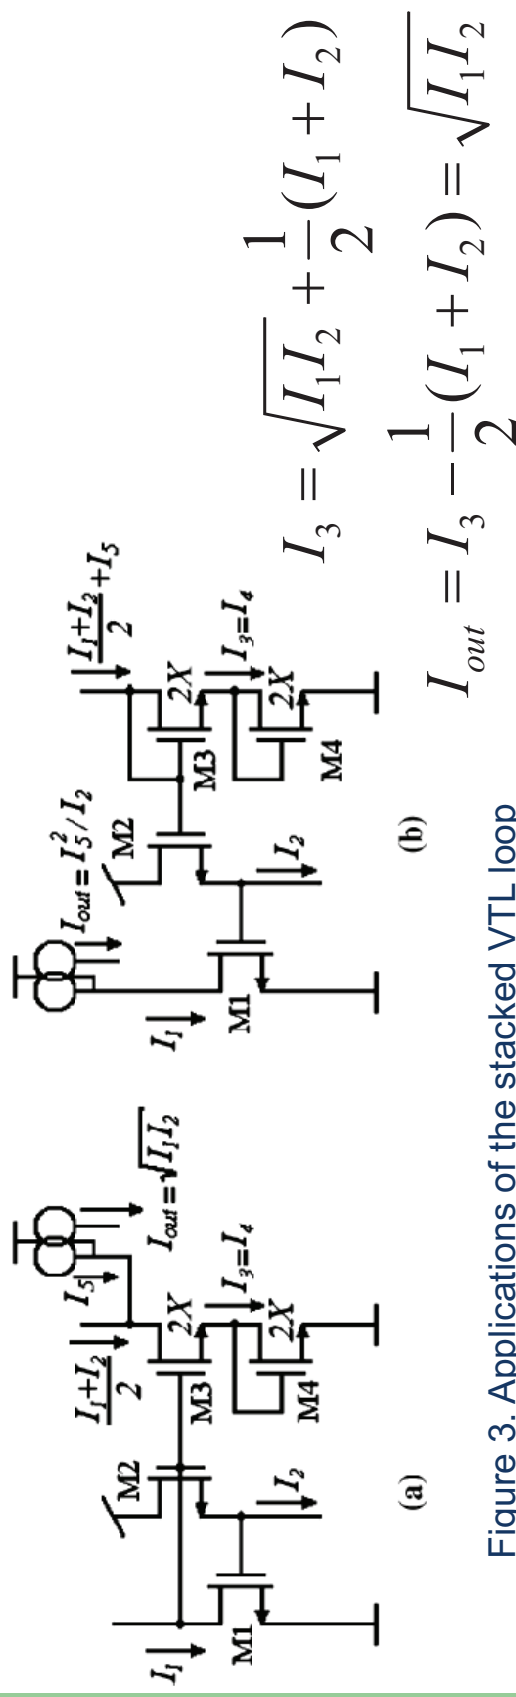 I₁
I₂
M1
M2
M3
M4
2X
2X
(I₁+I₂)/2
I₅
I₃=I₄
Iout=√I₁I₂
(a)
I₁
Iout=I₅²/I₂
I₂
M1
M2
M3
M4
2X
2X
(I₁+I₂)/2+I₅
I₃=I₄
(b)
I₃ = √I₁I₂ + 1/2(I₁ + I₂)
Iout = I₃ − 1/2(I₁ + I₂) = √I₁I₂
Figure 3. Applications of the stacked VTL loop